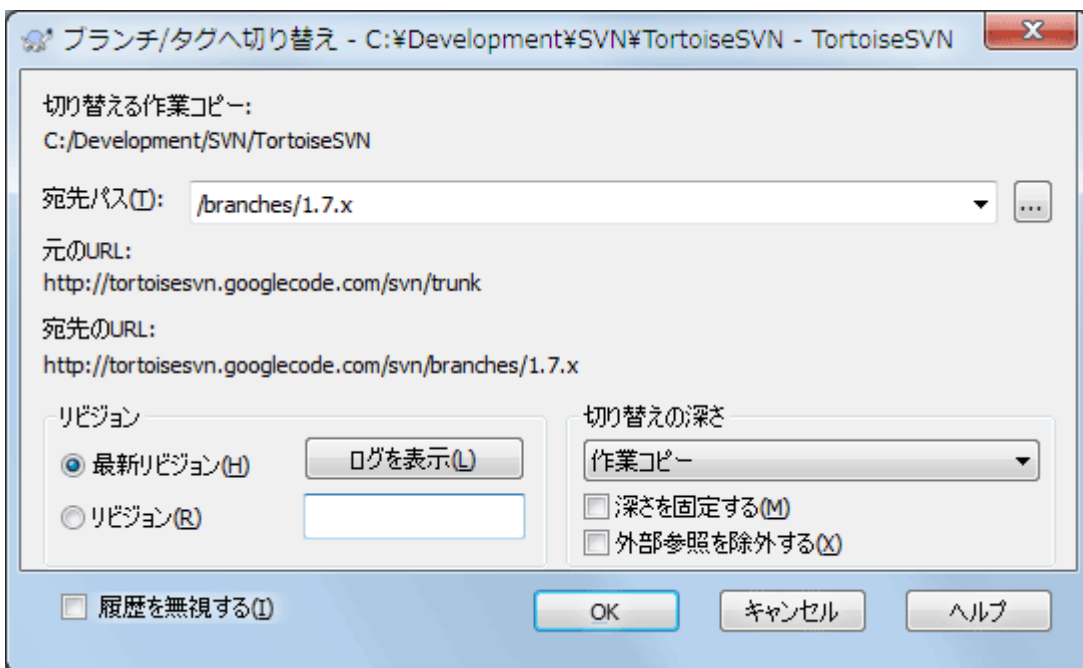 ブランチ/タグへ切り替え - C:¥Development¥SVN¥TortoiseSVN - TortoiseSVN
切り替える作業コピー:
C:/Development/SVN/TortoiseSVN
宛先パス(T): /branches/1.7.x ...
元のURL:
http://tortoisesvn.googlecode.com/svn/trunk
宛先のURL:
http://tortoisesvn.googlecode.com/svn/branches/1.7.x
リビジョン
最新リビジョン(H) ログを表示(L)
リビジョン(R)
切り替えの深さ
作業コピー
深さを固定する(M)
外部参照を除外する(X)
履歴を無視する(I) OK キャンセル ヘルプ